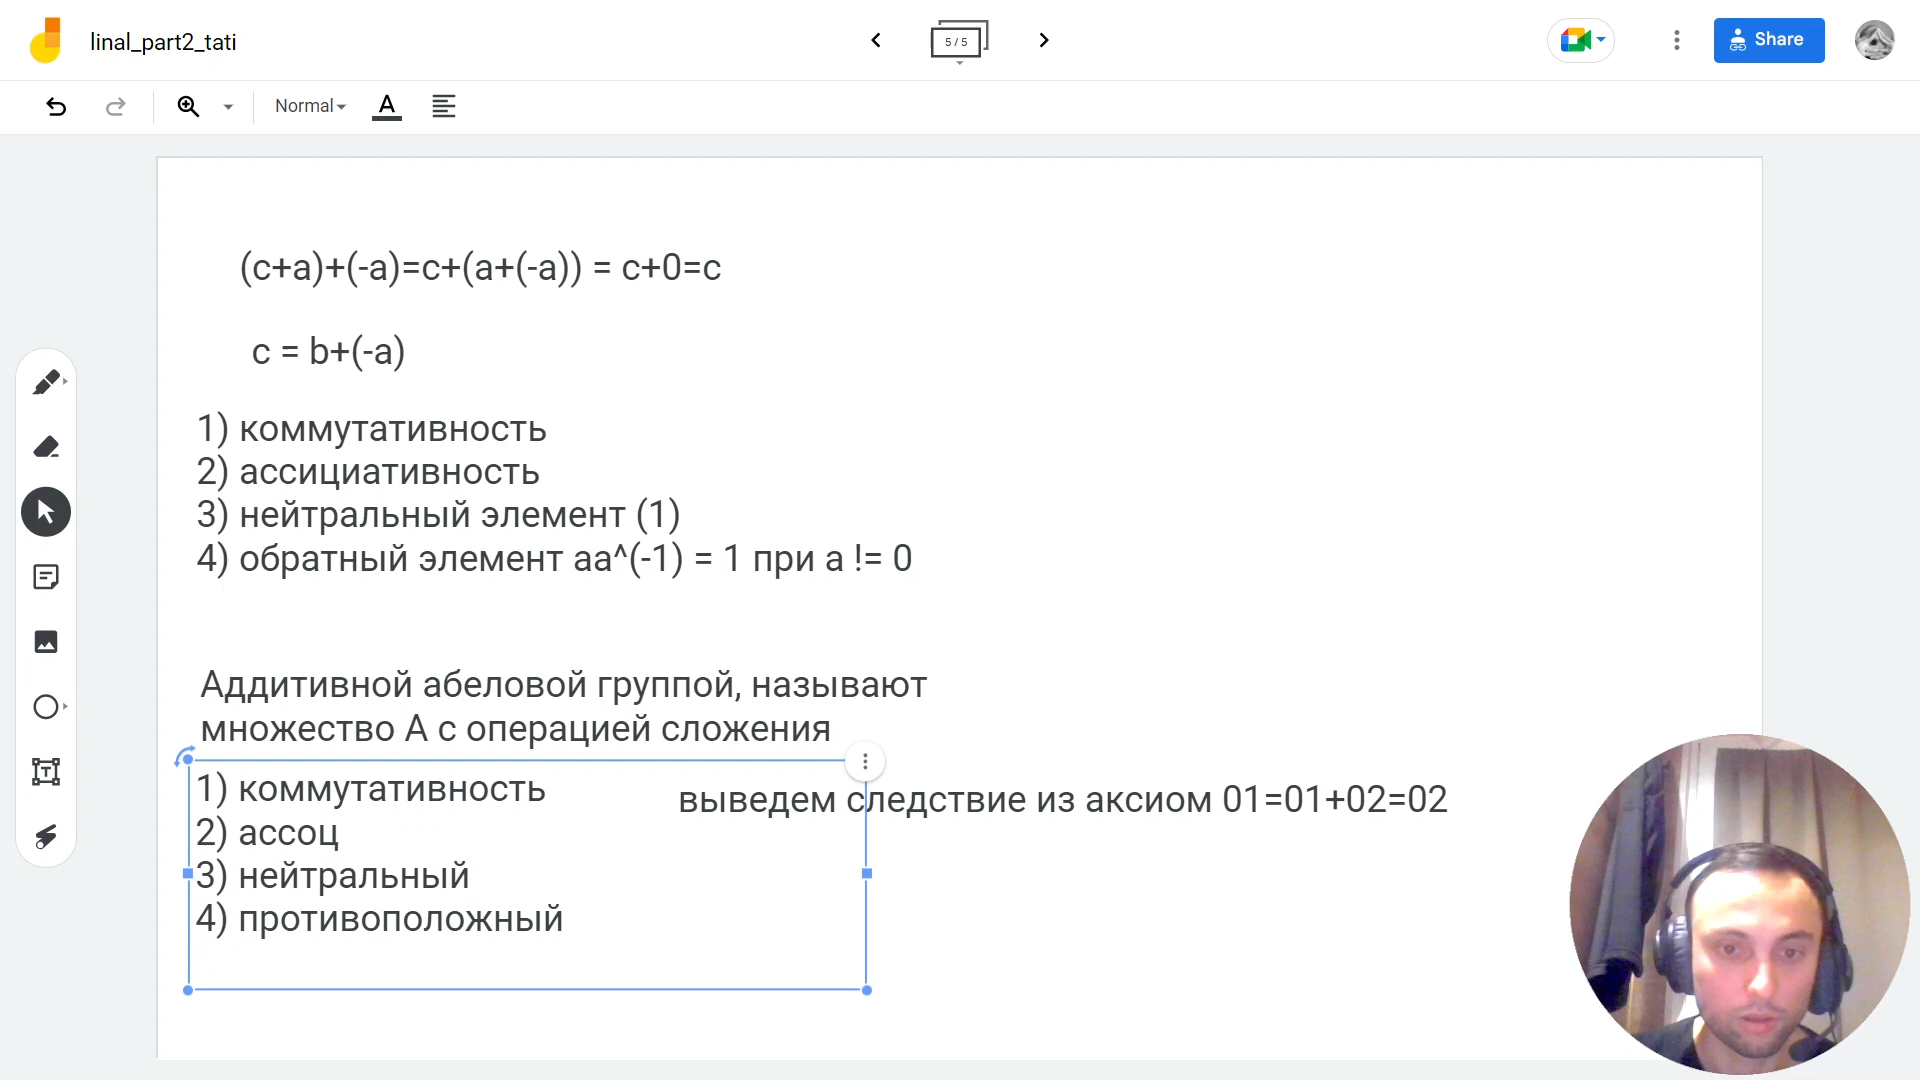 linal_part2_tati
5 / 5
Share
Normal
A
(c+a)+(-a)=c+(a+(-a)) = c+0=c
c = b+(-a)
1) коммутативность
2) ассициативность
3) нейтральный элемент (1)
4) обратный элемент aa^(-1) = 1 при a != 0
Аддитивной абеловой группой, называют
множество А с операцией сложения
1) коммутативность
2) ассоц
3) нейтральный
4) противоположный
выведем следствие из аксиом 01=01+02=02